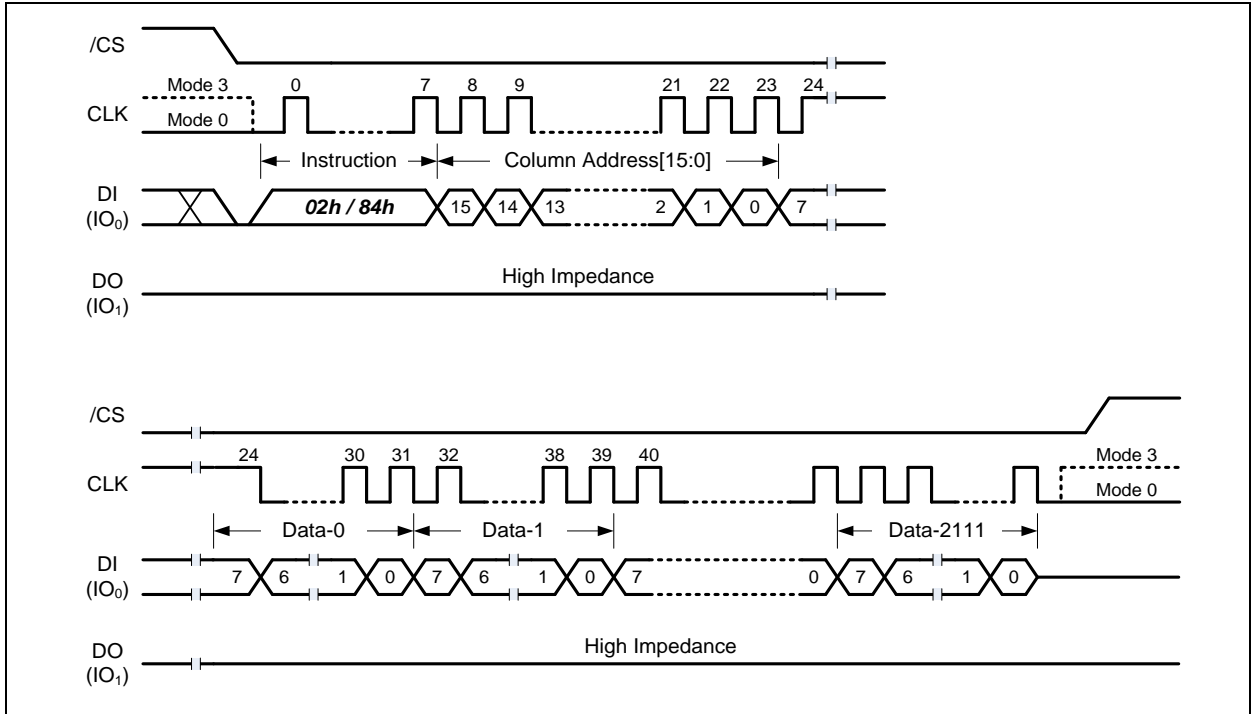 /CS
Mode 3 0 7 8 9 21 22 23 24
CLK
Mode 0
Instruction Column Address[15:0]
DI
(IO₀)
02h / 84h 15 14 13 2 1 0 7
High Impedance
DO
(IO₁)
/CS
24 30 31 32 38 39 40 Mode 3
CLK
Mode 0
Data-0 Data-1 Data-2111
DI
(IO₀)
7 6 1 0 7 6 1 0 7 0 7 6 1 0
High Impedance
DO
(IO₁)